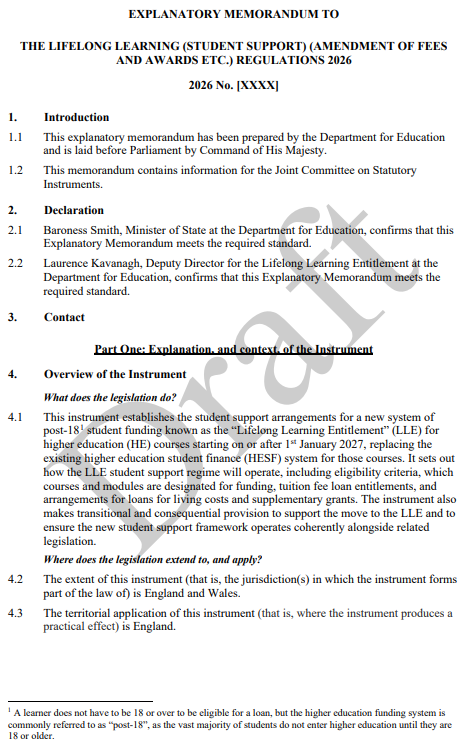 EXPLANATORY MEMORANDUM TO
THE LIFELONG LEARNING (STUDENT SUPPORT) (AMENDMENT OF FEES
AND AWARDS ETC.) REGULATIONS 2026
2026 No. [XXXX]
1. Introduction
1.1 This explanatory memorandum has been prepared by the Department for Education
and is laid before Parliament by Command of His Majesty.
1.2 This memorandum contains information for the Joint Committee on Statutory
Instruments.
2. Declaration
2.1 Baroness Smith, Minister of State at the Department for Education, confirms that this
Explanatory Memorandum meets the required standard.
2.2 Laurence Kavanagh, Deputy Director for the Lifelong Learning Entitlement at the
Department for Education, confirms that this Explanatory Memorandum meets the
required standard.
3. Contact
Part One: Explanation, and context, of the Instrument
4. Overview of the Instrument
What does the legislation do?
4.1 This instrument establishes the student support arrangements for a new system of
post-18¹ student funding known as the “Lifelong Learning Entitlement” (LLE) for
higher education (HE) courses starting on or after 1st January 2027, replacing the
existing higher education student finance (HESF) system for those courses. It sets out
how the LLE student support regime will operate, including eligibility criteria, which
courses and modules are designated for funding, tuition fee loan entitlements, and
arrangements for loans for living costs and supplementary grants. The instrument also
makes transitional and consequential provision to support the move to the LLE and to
ensure the new student support framework operates coherently alongside related
legislation.
Where does the legislation extend to, and apply?
4.2 The extent of this instrument (that is, the jurisdiction(s) in which the instrument forms
part of the law of) is England and Wales.
4.3 The territorial application of this instrument (that is, where the instrument produces a
practical effect) is England.
¹ A learner does not have to be 18 or over to be eligible for a loan, but the higher education funding system is
commonly referred to as “post-18”, as the vast majority of students do not enter higher education until they are
18 or older.
Draft